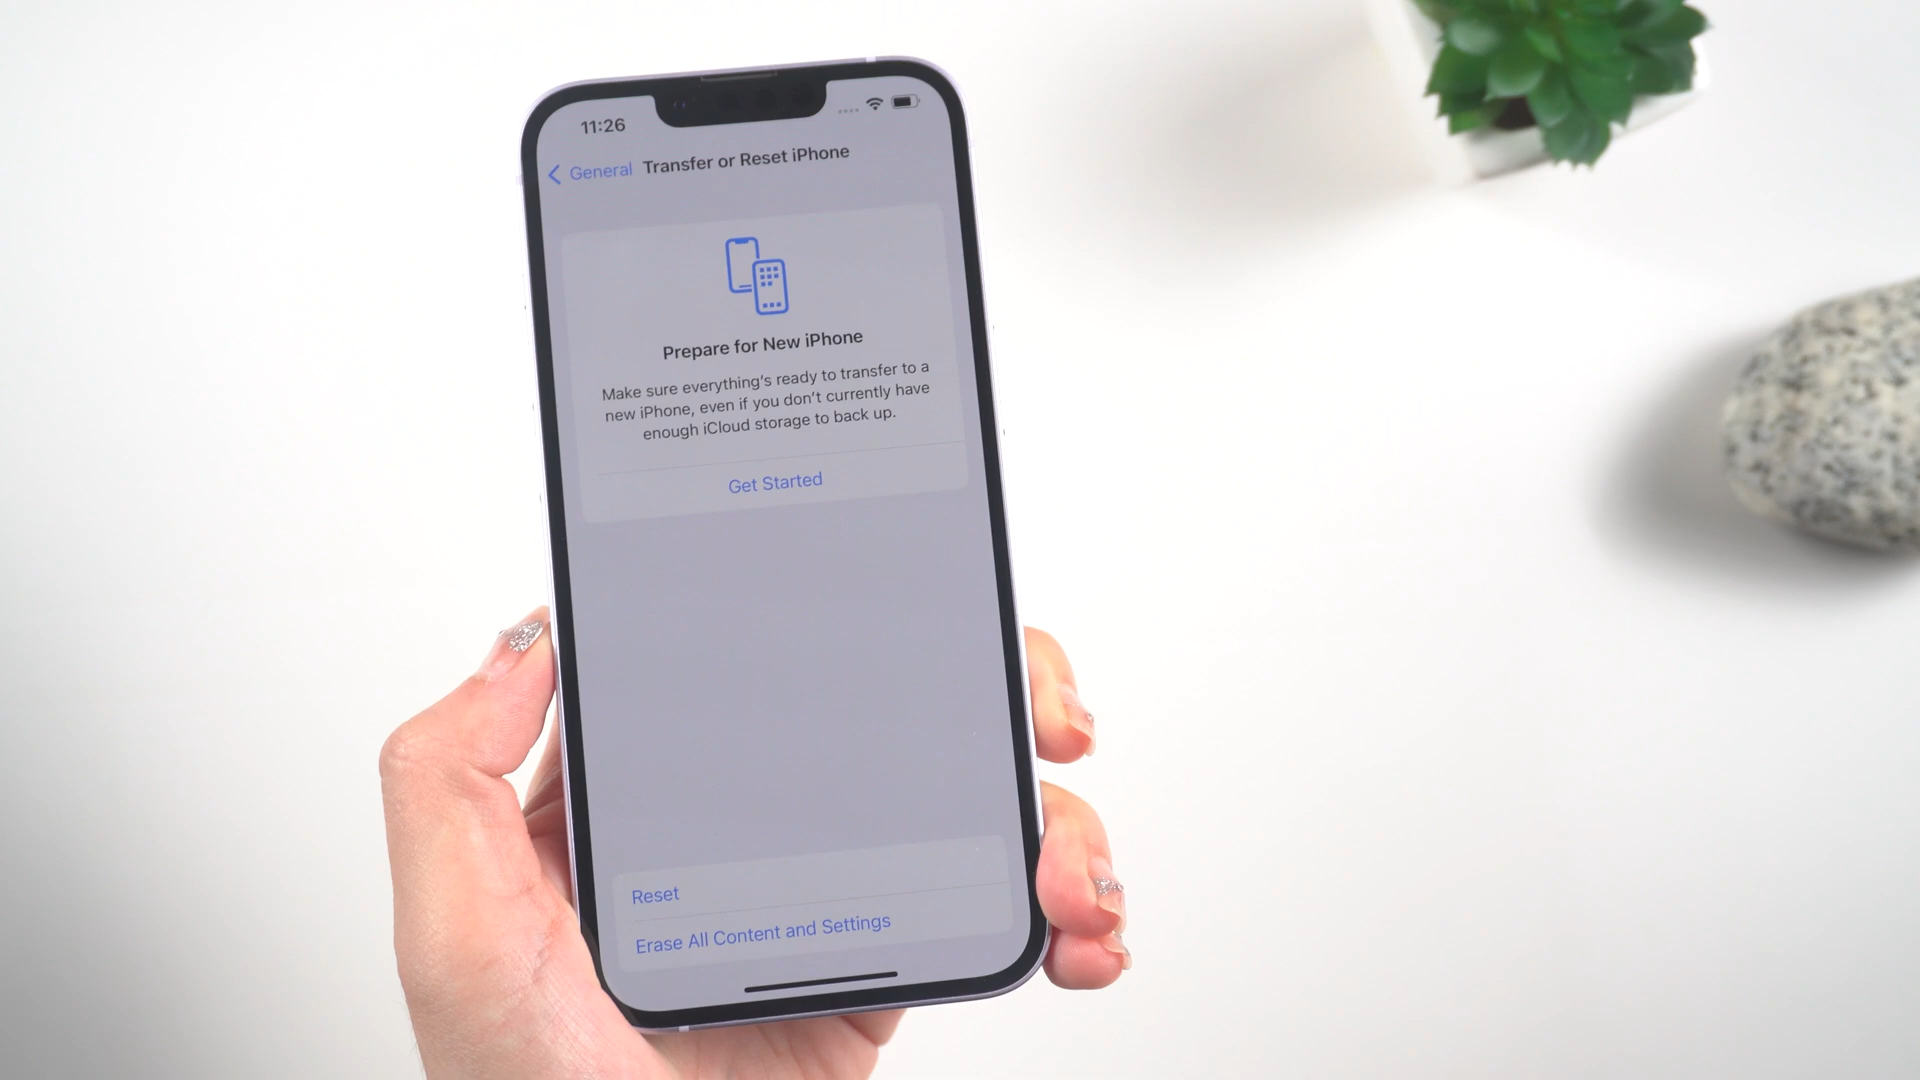 11:26
General Transfer or Reset iPhone
Prepare for New iPhone
Make sure everything's ready to transfer to a
new iPhone, even if you don't currently have
enough iCloud storage to back up.
Get Started
Reset
Erase All Content and Settings